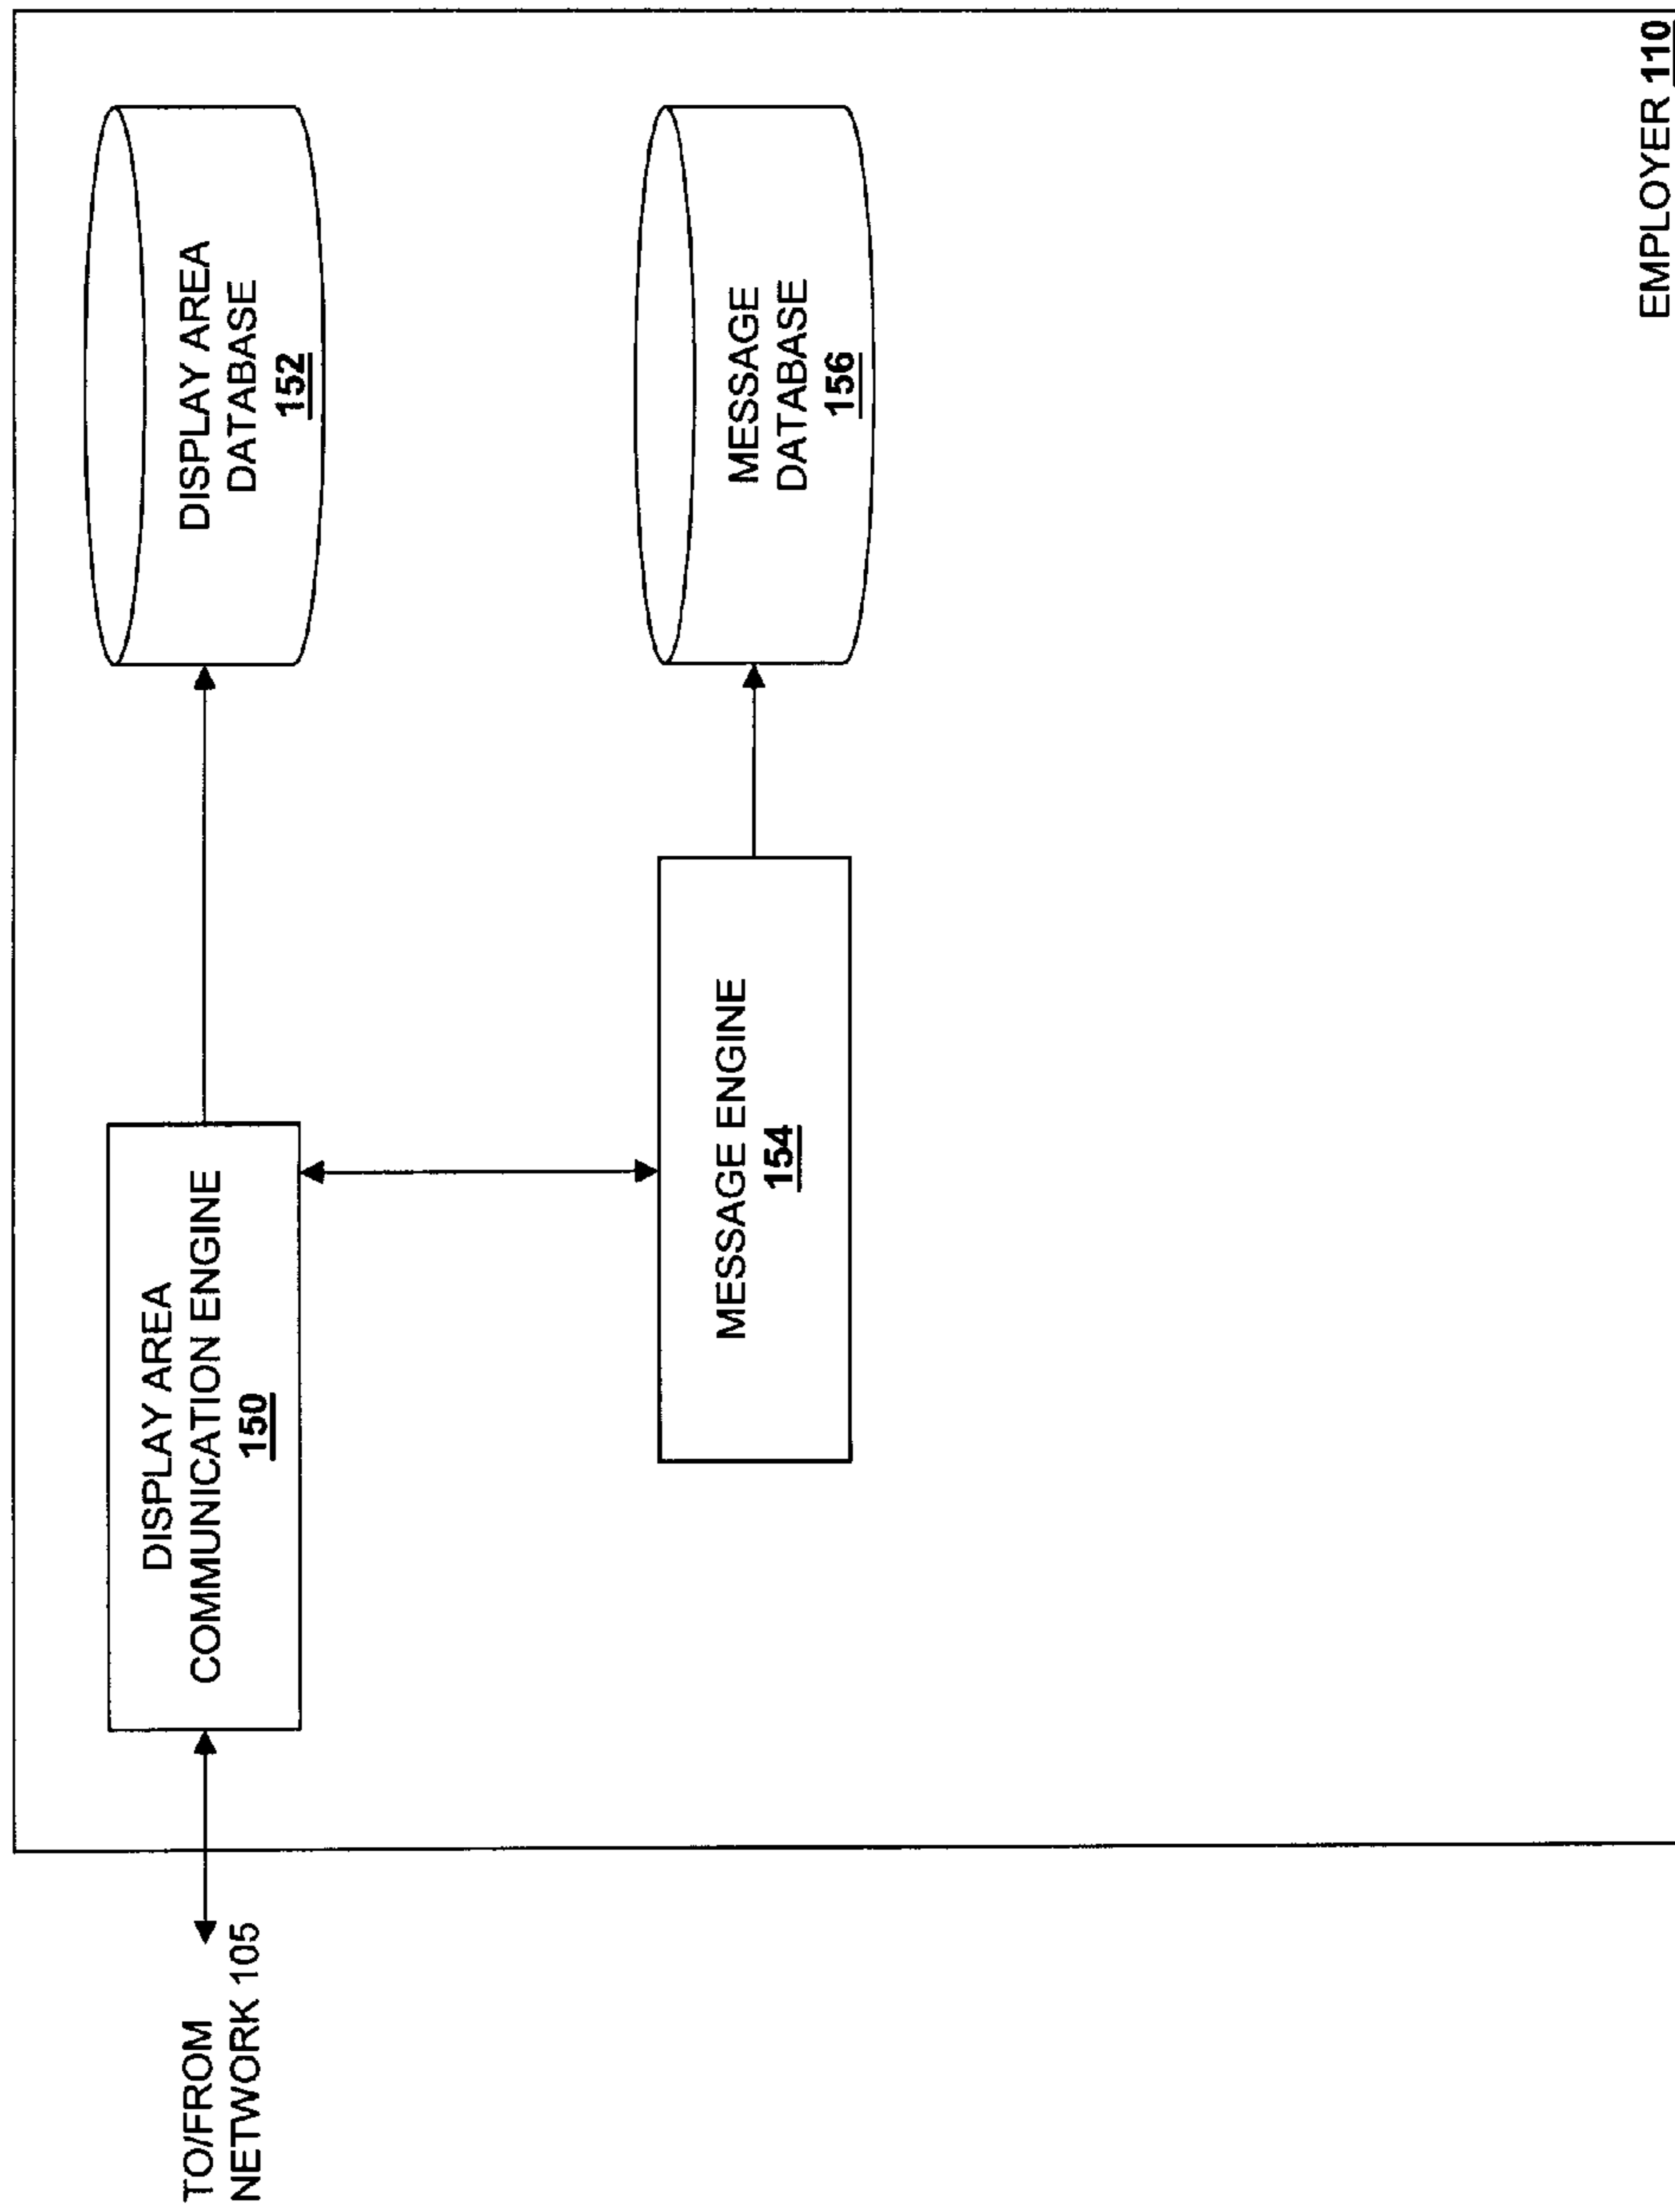 TO/FROM
NETWORK 105
DISPLAY AREA
COMMUNICATION ENGINE
150
DISPLAY AREA
DATABASE
152
MESSAGE ENGINE
154
MESSAGE
DATABASE
156
EMPLOYER 110